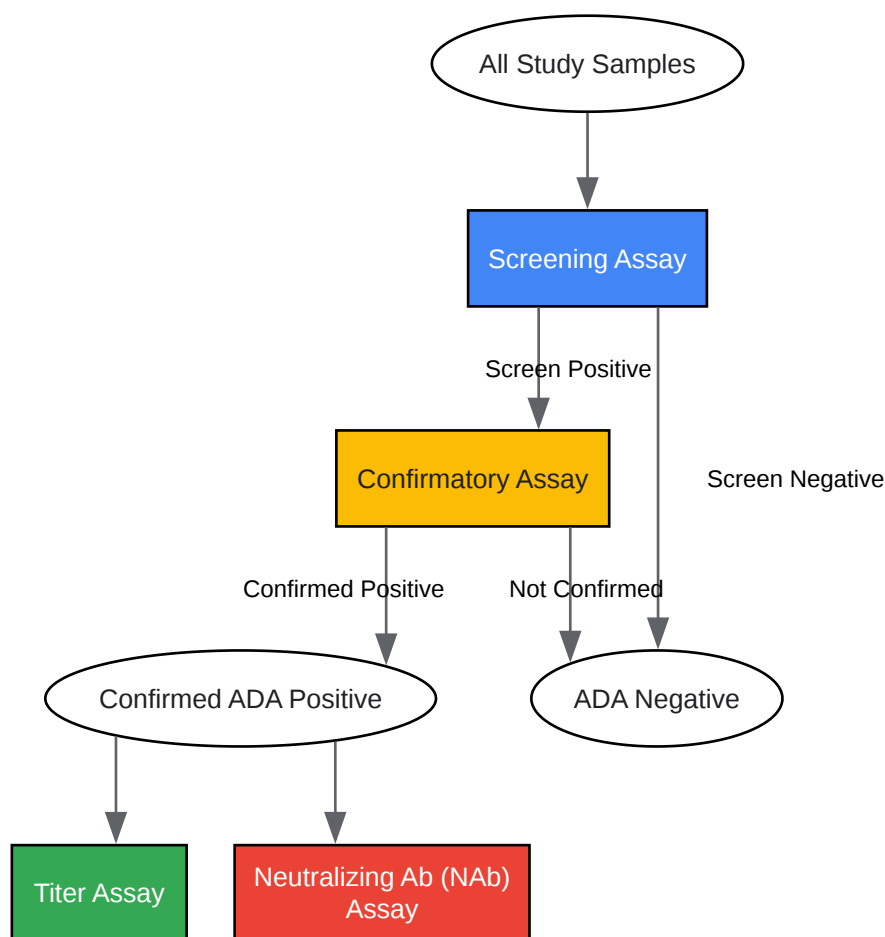 All Study Samples
Screening Assay
Screen Positive
Confirmatory Assay
Screen Negative
Confirmed Positive
Not Confirmed
Confirmed ADA Positive
ADA Negative
Titer Assay
Neutralizing Ab (NAb)
Assay